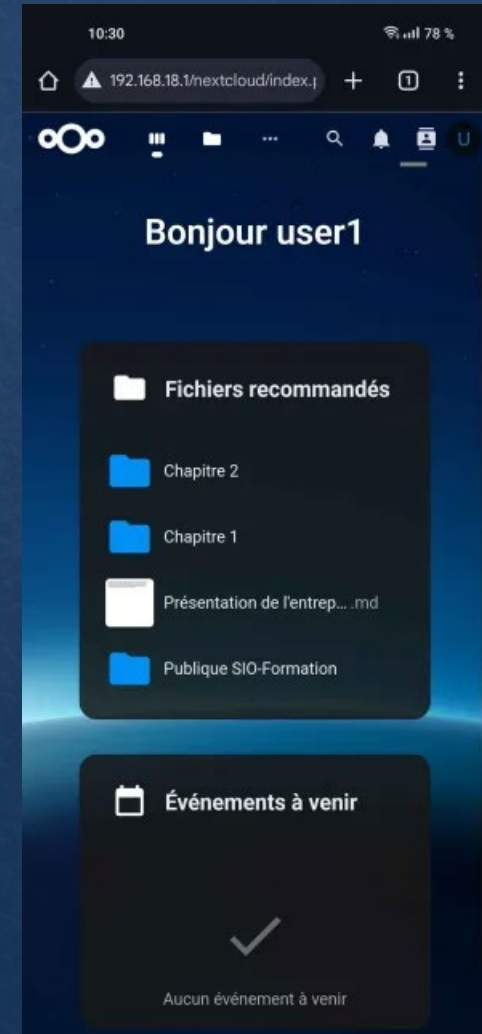 10:30 78 %
192.168.18.1/nextcloud/index.p 1
U
Bonjour user1
Fichiers recommandés
Chapitre 2
Chapitre 1
Présentation de l'entrep... .md
Publique SIO-Formation
Événements à venir
Aucun événement à venir